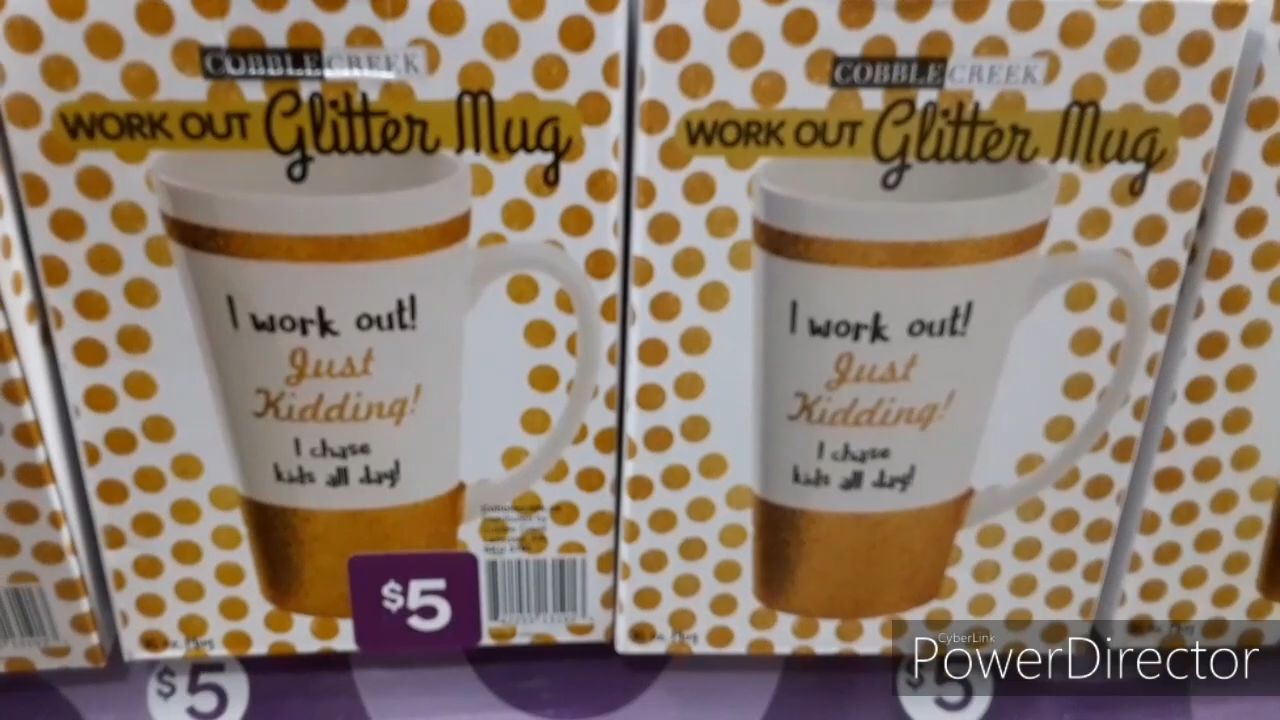 COBBLE CREEK
WORK OUT Glitter Mug
I work out!
Just
Kidding!
I chase
kids all day!
$5
$5
COBBLE CREEK
WORK OUT Glitter Mug
I work out!
Just
Kidding!
I chase
kids all day!
$5
CyberLink
PowerDirector